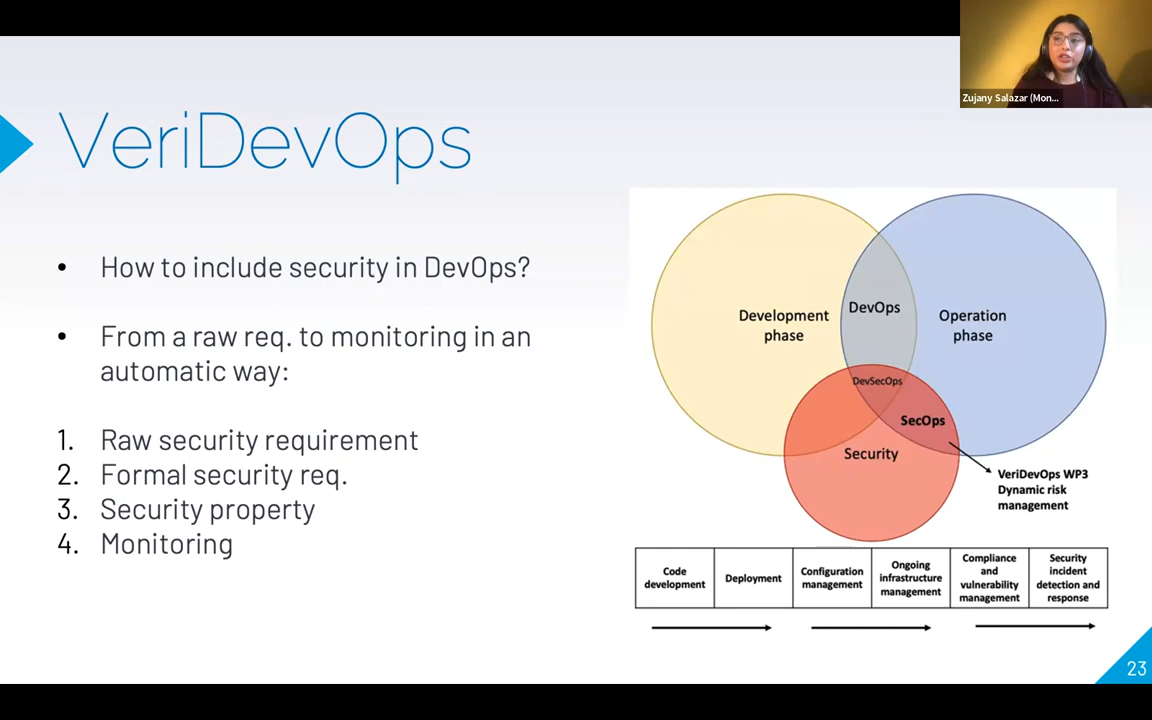 Zujany Salazar (Mon...
VeriDevOps
• How to include security in DevOps?
• From a raw req. to monitoring in an
automatic way:
1. Raw security requirement
2. Formal security req.
3. Security property
4. Monitoring
Development
phase
DevOps
Operation
phase
DevSecOps
SecOps
Security
VeriDevOps WP3
Dynamic risk
management
Code
development
Deployment
Configuration
management
Ongoing
infrastructure
management
Compliance
and
vulnerability
management
Security
incident
detection and
response
23